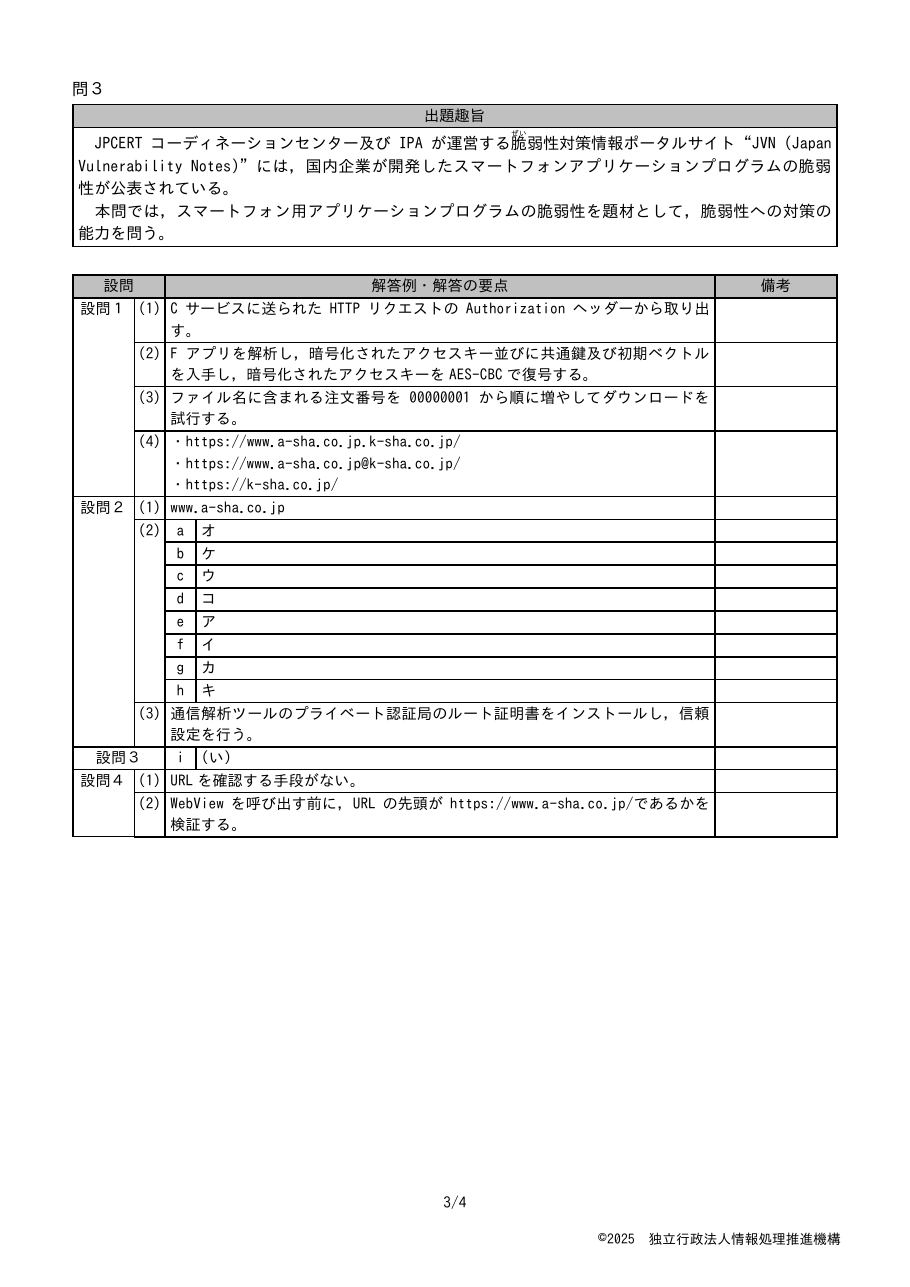 問３
出題趣旨
JPCERT コーディネーションセンター及び IPA が運営する脆弱性対策情報ポータルサイト“JVN（Japan
ぜい
Vulnerability Notes）”には，国内企業が開発したスマートフォンアプリケーションプログラムの脆弱
性が公表されている。
本問では，スマートフォン用アプリケーションプログラムの脆弱性を題材として，脆弱性への対策の
能力を問う。
設問 解答例・解答の要点 備考
設問１ (1) C サービスに送られた HTTP リクエストの Authorization ヘッダーから取り出
す。
(2) F アプリを解析し，暗号化されたアクセスキー並びに共通鍵及び初期ベクトル
を入手し，暗号化されたアクセスキーを AES-CBC で復号する。
(3) ファイル名に含まれる注文番号を 00000001 から順に増やしてダウンロードを
試行する。
(4) ・https://www.a-sha.co.jp.k-sha.co.jp/
・https://www.a-sha.co.jp@k-sha.co.jp/
・https://k-sha.co.jp/
設問２ (1) www.a-sha.co.jp
(2) a オ
b ケ
c ウ
d コ
e ア
f イ
g カ
h キ
(3) 通信解析ツールのプライベート認証局のルート証明書をインストールし，信頼
設定を行う。
設問３ i （い）
設問４ (1) URL を確認する手段がない。
(2) WebView を呼び出す前に，URL の先頭が https://www.a-sha.co.jp/であるかを
検証する。
3/4
©2025 独立行政法人情報処理推進機構